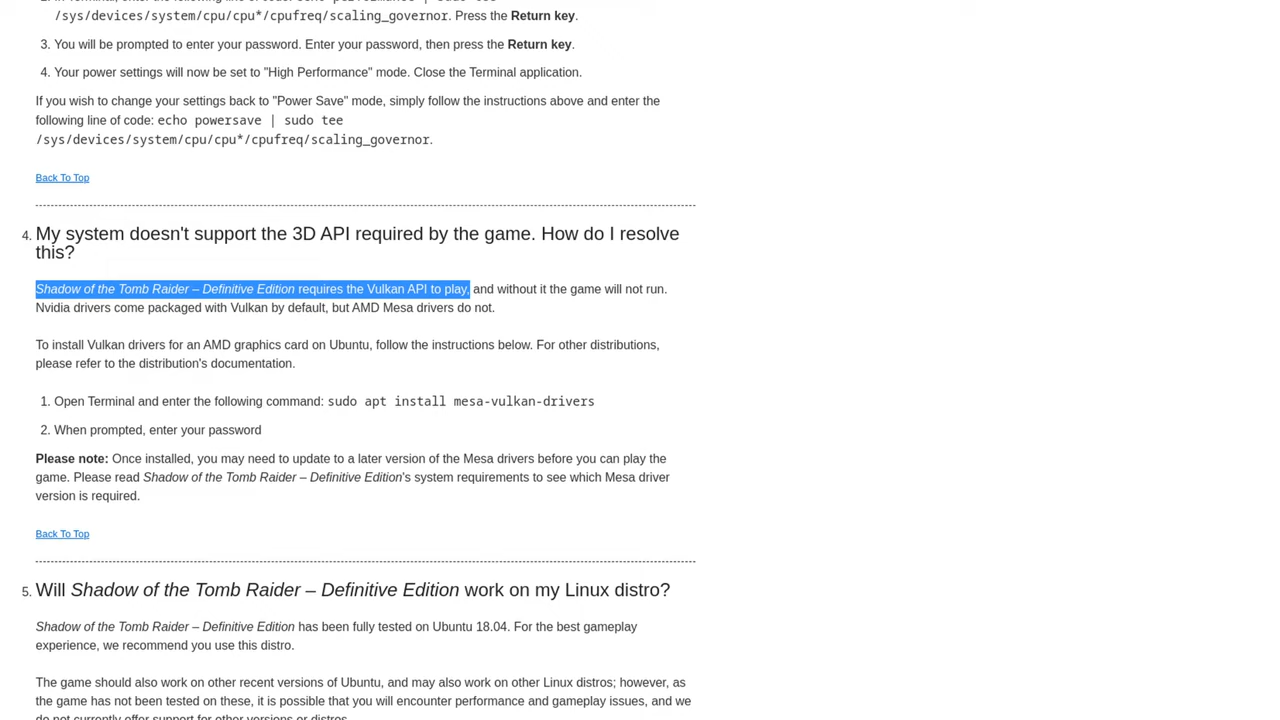 /sys/devices/system/cpu/cpu*/cpufreq/scaling_governor. Press the Return key.
3. You will be prompted to enter your password. Enter your password, then press the Return key.
4. Your power settings will now be set to "High Performance" mode. Close the Terminal application.
If you wish to change your settings back to "Power Save" mode, simply follow the instructions above and enter the
following line of code: echo powersave | sudo tee
/sys/devices/system/cpu/cpu*/cpufreq/scaling_governor.
Back To Top
4. My system doesn't support the 3D API required by the game. How do I resolve
this?
Shadow of the Tomb Raider – Definitive Edition requires the Vulkan API to play, and without it the game will not run.
Nvidia drivers come packaged with Vulkan by default, but AMD Mesa drivers do not.
To install Vulkan drivers for an AMD graphics card on Ubuntu, follow the instructions below. For other distributions,
please refer to the distribution's documentation.
1. Open Terminal and enter the following command: sudo apt install mesa-vulkan-drivers
2. When prompted, enter your password
Please note: Once installed, you may need to update to a later version of the Mesa drivers before you can play the
game. Please read Shadow of the Tomb Raider – Definitive Edition's system requirements to see which Mesa driver
version is required.
Back To Top
5. Will Shadow of the Tomb Raider – Definitive Edition work on my Linux distro?
Shadow of the Tomb Raider – Definitive Edition has been fully tested on Ubuntu 18.04. For the best gameplay
experience, we recommend you use this distro.
The game should also work on other recent versions of Ubuntu, and may also work on other Linux distros; however, as
the game has not been tested on these, it is possible that you will encounter performance and gameplay issues, and we
do not currently offer support for other versions or distros.